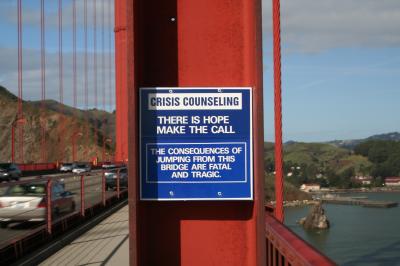 CRISIS COUNSELING
THERE IS HOPE
MAKE THE CALL
THE CONSEQUENCES OF
JUMPING FROM THIS
BRIDGE ARE FATAL
AND TRAGIC.